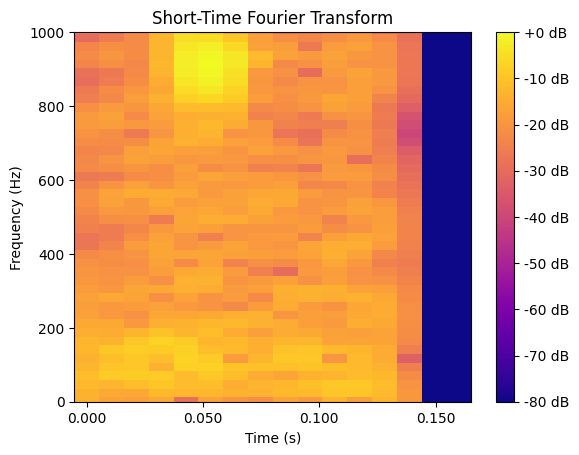 Short-Time Fourier Transform
1000
800
600
400
200
0
Frequency (Hz)
0.000
0.050
0.100
0.150
Time (s)
+0 dB
-10 dB
-20 dB
-30 dB
-40 dB
-50 dB
-60 dB
-70 dB
-80 dB